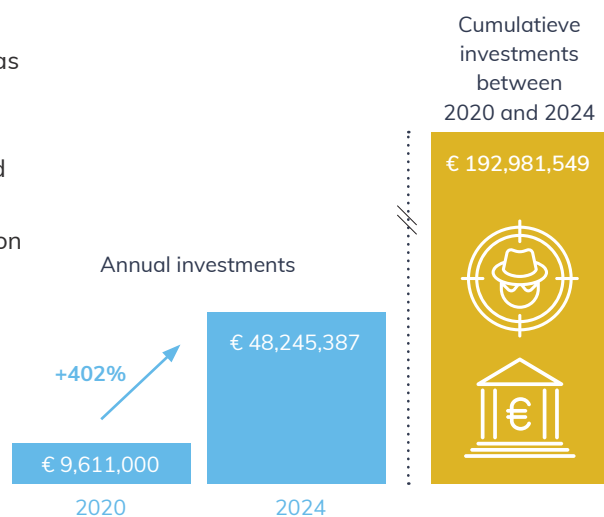 as
d
on
Annual investments
+402%
€ 9,611,000
2020
€ 48,245,387
2024
Cumulatieve
investments
between
2020 and 2024
€ 192,981,549
€